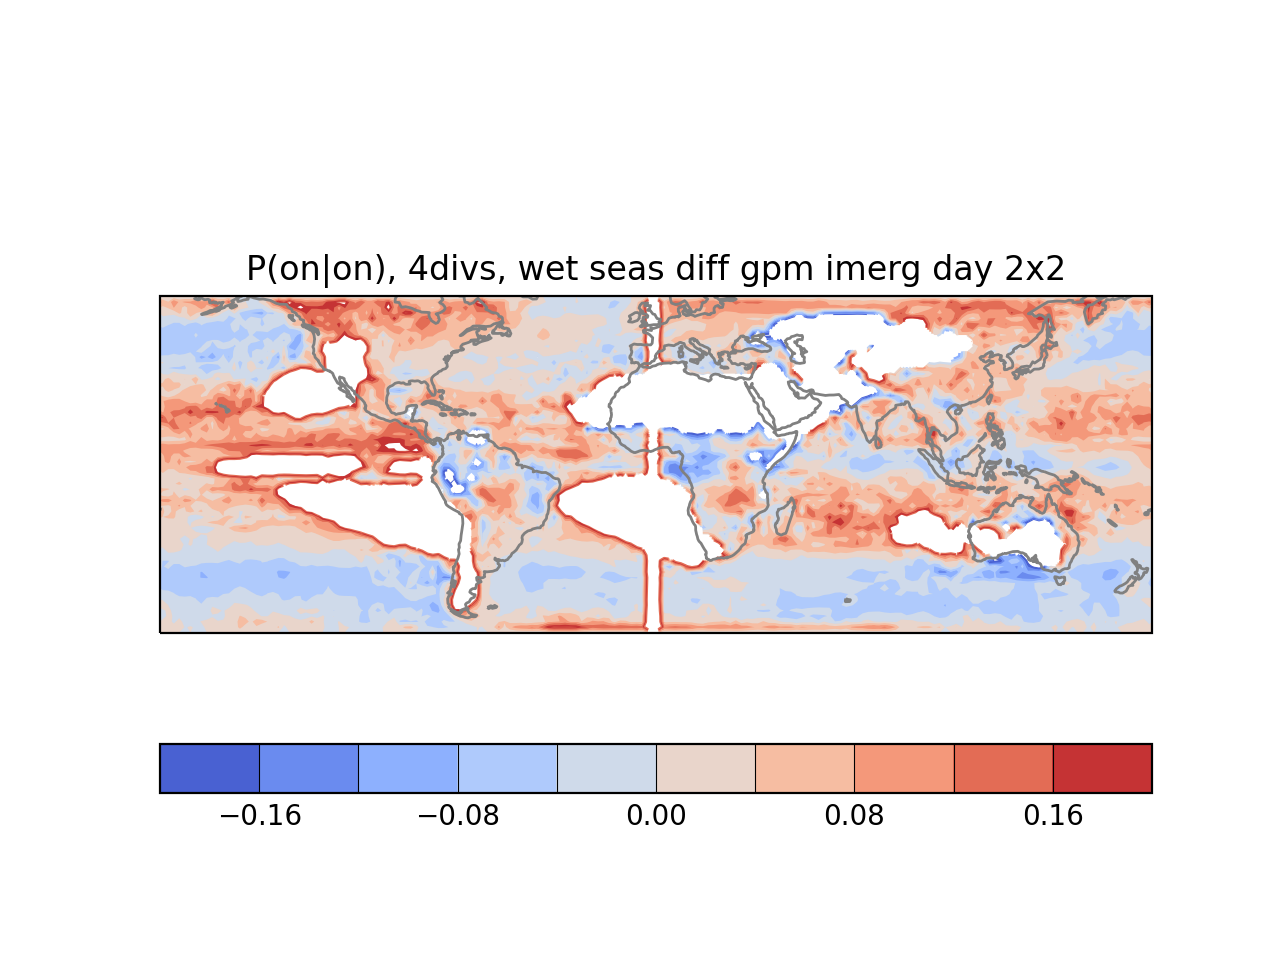 P(on|on), 4divs, wet seas diff gpm imerg day 2x2
−0.16 −0.08 0.00 0.08 0.16